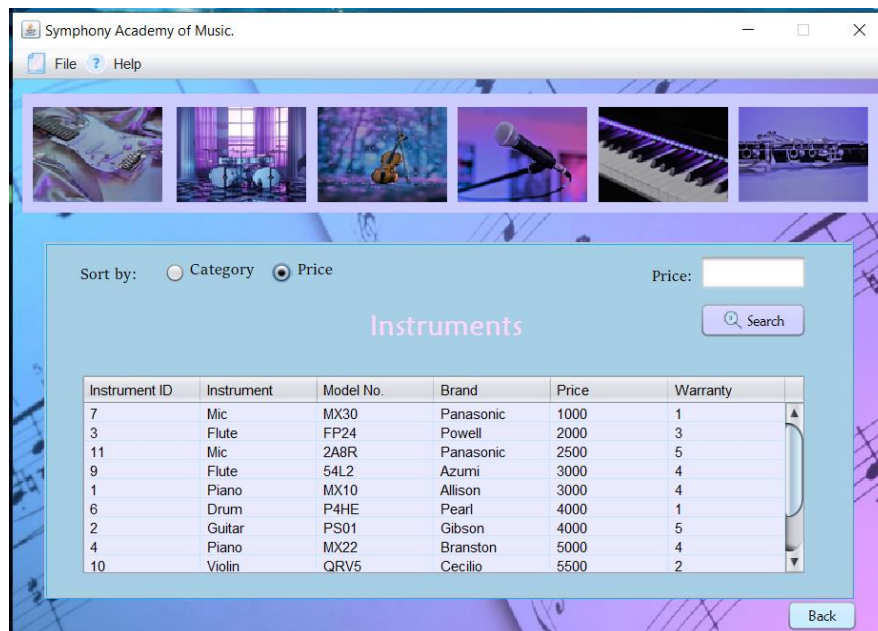 Symphony Academy of Music.
File ? Help
Sort by: Category Price Price:
Search
Instruments
Instrument ID Instrument Model No. Brand Price Warranty
7 Mic MX30 Panasonic 1000 1
3 Flute FP24 Powell 2000 3
11 Mic 2A8R Panasonic 2500 5
9 Flute 54L2 Azumi 3000 4
1 Piano MX10 Allison 3000 4
6 Drum P4HE Pearl 4000 1
2 Guitar PS01 Gibson 4000 5
4 Piano MX22 Branston 5000 4
10 Violin QRV5 Cecilio 5500 2
Back